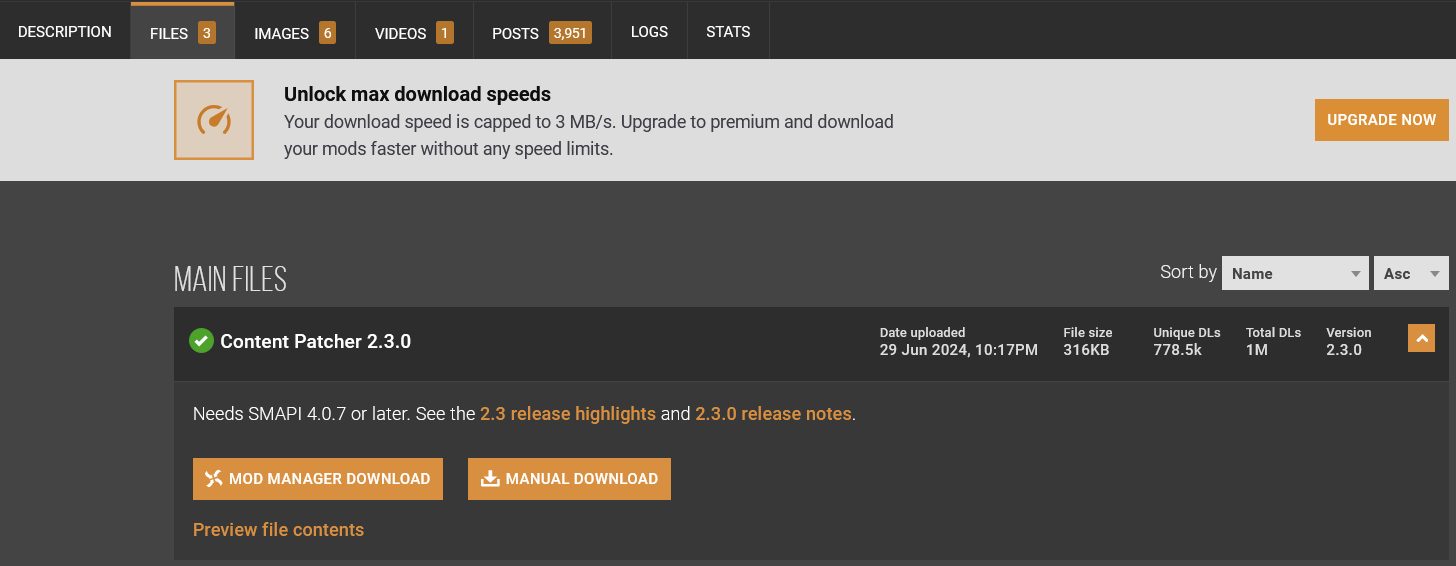 DESCRIPTION FILES 3 IMAGES 6 VIDEOS 1 POSTS 3,951 LOGS STATS
Unlock max download speeds
Your download speed is capped to 3 MB/s. Upgrade to premium and download
your mods faster without any speed limits.
UPGRADE NOW
MAIN FILES
Sort by Name Asc
Content Patcher 2.3.0
Date uploaded File size Unique DLs Total DLs Version
29 Jun 2024, 10:17PM 316KB 778.5k 1M 2.3.0
Needs SMAPI 4.0.7 or later. See the 2.3 release highlights and 2.3.0 release notes.
MOD MANAGER DOWNLOAD MANUAL DOWNLOAD
Preview file contents